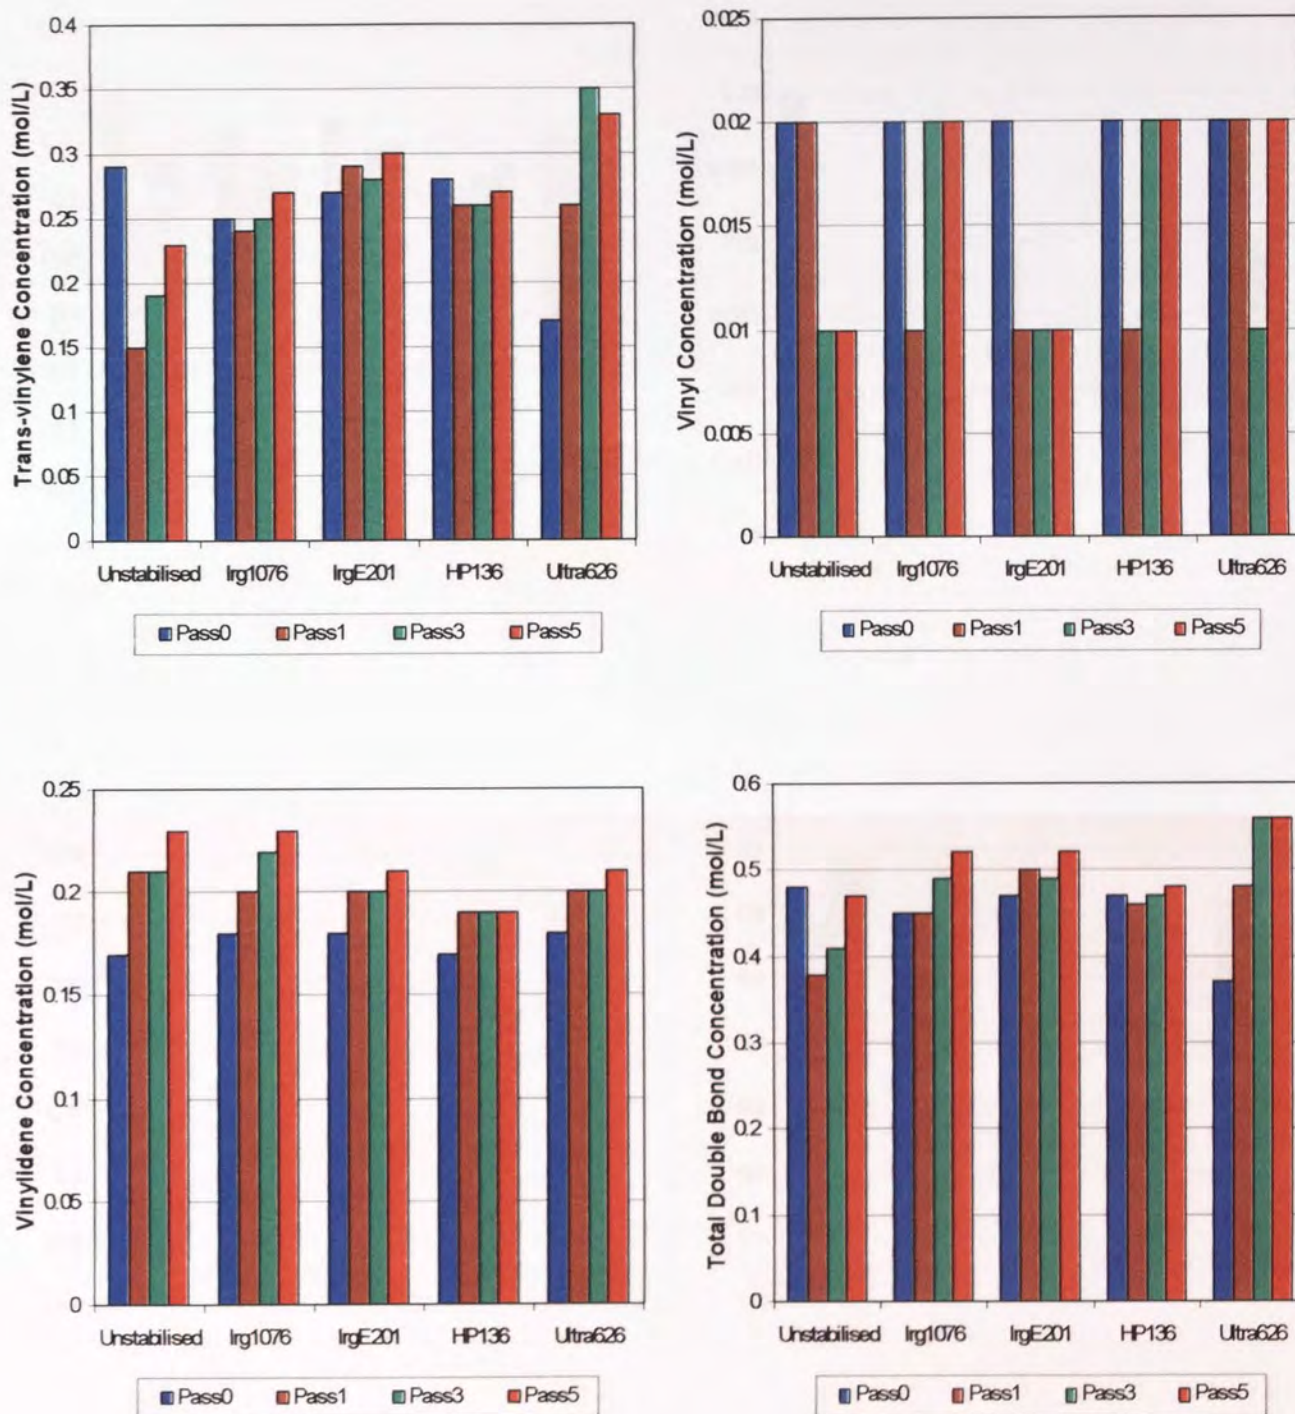 Trans-vinylene Concentration (mol/L)
0.4
0.35
0.3
0.25
0.2
0.15
0.1
0.05
0
Unstabilised Irg1076 IrgE201 HP136 Ultra626
Pass0 Pass1 Pass3 Pass5
Vinyl Concentration (mol/L)
0.025
0.02
0.015
0.01
0.005
0
Unstabilised Irg1076 IrgE201 HP136 Ultra626
Pass0 Pass1 Pass3 Pass5
Vinylidene Concentration (mol/L)
0.25
0.2
0.15
0.1
0.05
0
Unstabilised Irg1076 IrgE201 HP136 Ultra626
Pass0 Pass1 Pass3 Pass5
Total Double Bond Concentration (mol/L)
0.6
0.5
0.4
0.3
0.2
0.1
0
Unstabilised Irg1076 IrgE201 HP136 Ultra626
Pass0 Pass1 Pass3 Pass5